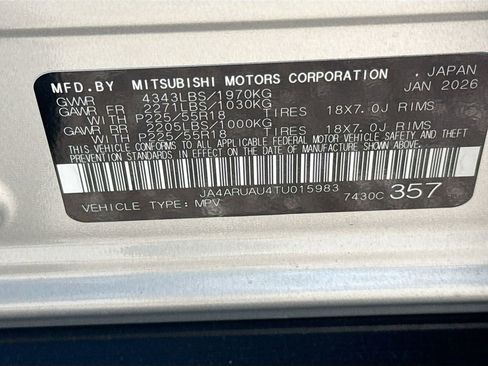 MFD.BY MITSUBISHI MOTORS CORPORATION . JAPAN
GVWR 4343LBS/1970KG JAN 2026
GAWR FR 2271LBS/1030KG
WITH P225/55R18 TIRES 18X7.0J RIMS
GAWR RR 2205LBS/1000KG
WITH P225/55R18 TIRES 18X7.0J RIMS
THIS VEHICLE CONFORMS TO ALL APPLICABLE FEDERAL MOTOR VEHICLE SAFETY AND THEFT
PREVENTION STANDARDS IN EFFECT ON THE DATE OF MANUFACTURE SHOWN ABOVE.
JA4ARUAU4TU015983
VEHICLE TYPE: MPV 7430C 357